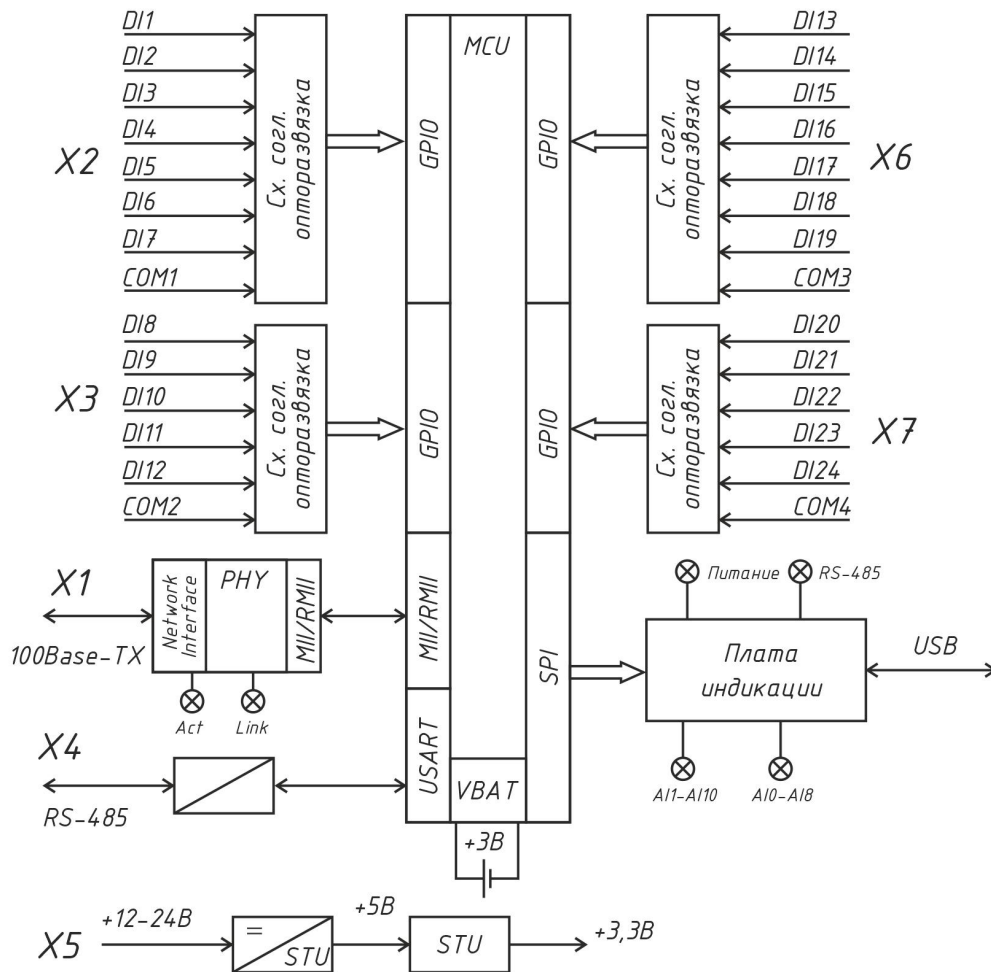 DI1
DI2
DI3
DI4
DI5
DI6
DI7
COM1
X2
Сх. согл.
опторазвязка
GPIO
MCU
GPIO
Сх. согл.
опторазвязка
DI13
DI14
DI15
DI16
DI17
DI18
DI19
COM3
X6
DI8
DI9
DI10
DI11
DI12
COM2
X3
Сх. согл.
опторазвязка
GPIO
GPIO
Сх. согл.
опторазвязка
DI20
DI21
DI22
DI23
DI24
COM4
X7
X1
100Base-TX
Network
Interface
PHY
MII/RMII
Act
Link
MII/RMII
SPI
Питание
RS-485
Плата
индикации
USB
AI1-AI10
AI0-AI8
X4
RS-485
USART
VBAT
+3В
X5
+12-24В
=
STU
+5В
STU
+3,3В